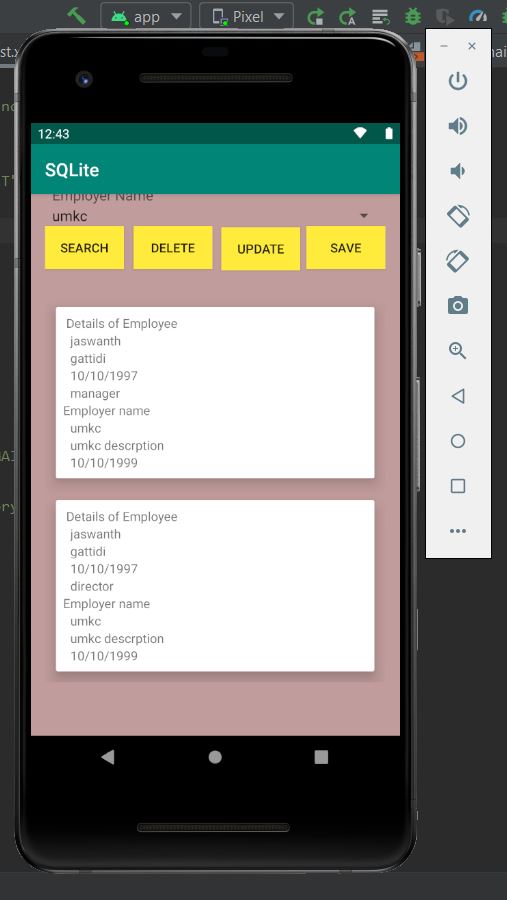 app
Pixel
12:43
SQLite
Employer Name
umkc
SEARCH DELETE UPDATE SAVE
Details of Employee
jaswanth
gattidi
10/10/1997
manager
Employer name
umkc
umkc descrption
10/10/1999
Details of Employee
jaswanth
gattidi
10/10/1997
director
Employer name
umkc
umkc descrption
10/10/1999